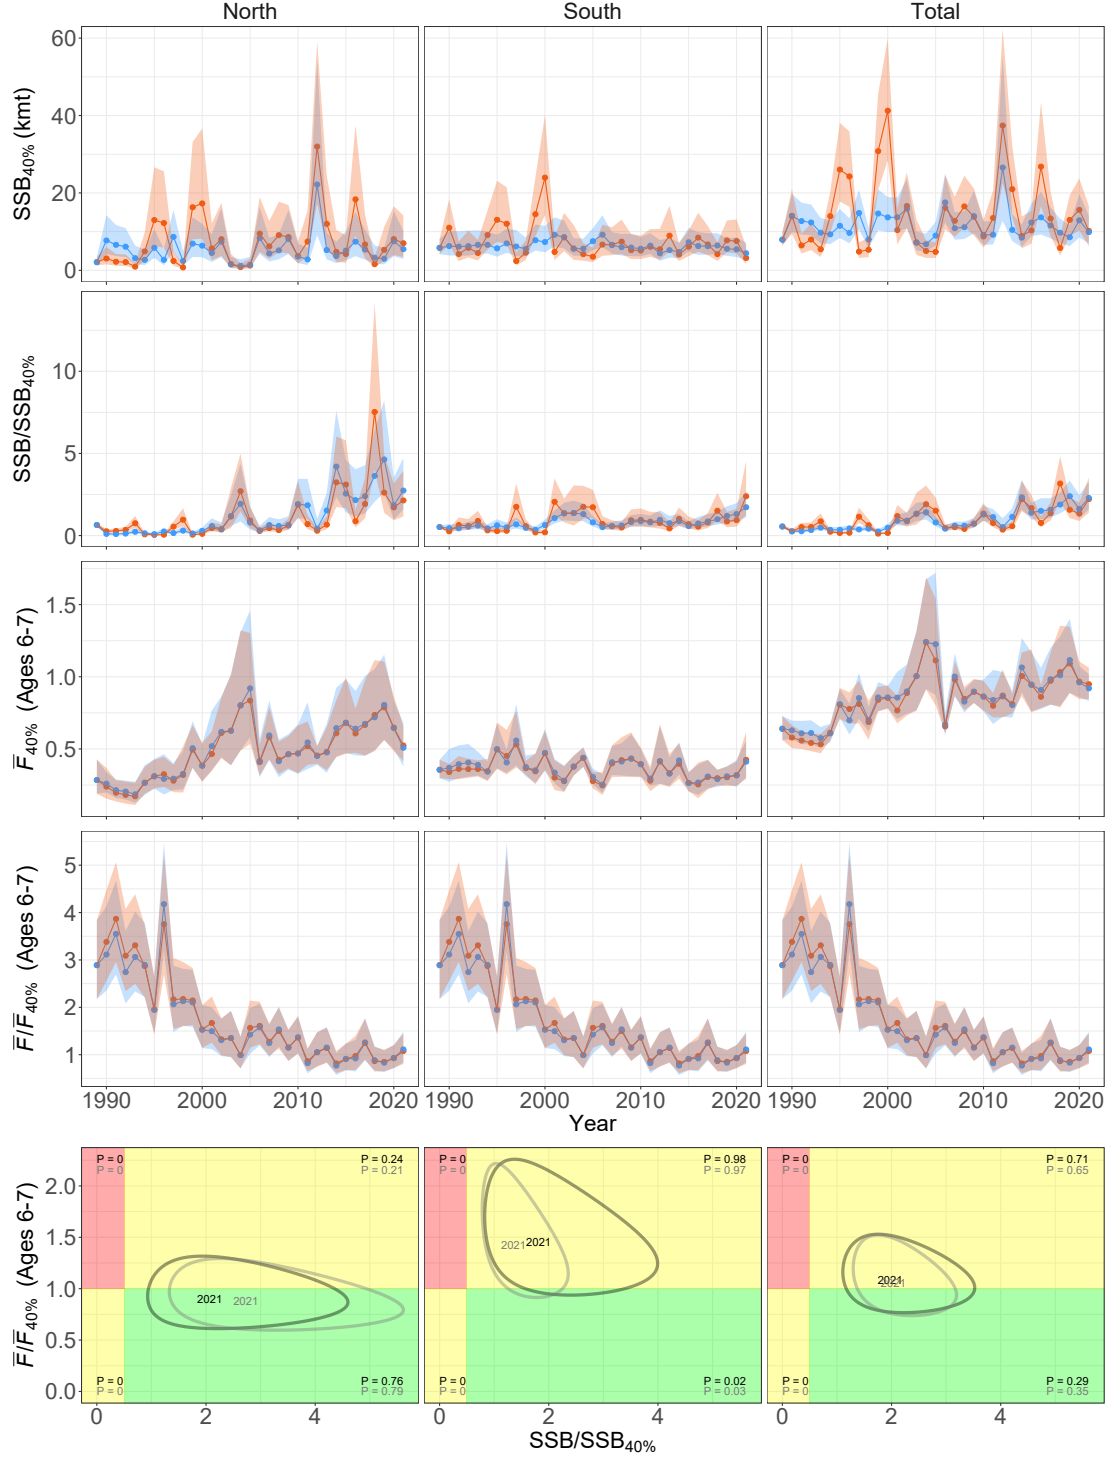 North South Total
SSB40% (kmt)
60
40
20
0
SSB/SSB40%
10
5
0
F̅40% (Ages 6-7)
1.5
1.0
0.5
F̅/F̅40% (Ages 6-7)
5
4
3
2
1
1990 2000 2010 2020 1990 2000 2010 2020 1990 2000 2010 2020
Year
F̅/F̅40% (Ages 6-7)
2.0
1.5
1.0
0.5
0.0
P = 0 P = 0.24 P = 0 P = 0.98 P = 0 P = 0.71
P = 0 P = 0.21 P = 0 P = 0.97 P = 0 P = 0.65
2021 2021 2021 2021 2021 2021
P = 0 P = 0.76 P = 0 P = 0.02 P = 0 P = 0.29
P = 0 P = 0.79 P = 0 P = 0.03 P = 0 P = 0.35
0 2 4 0 2 4 0 2 4
SSB/SSB40%